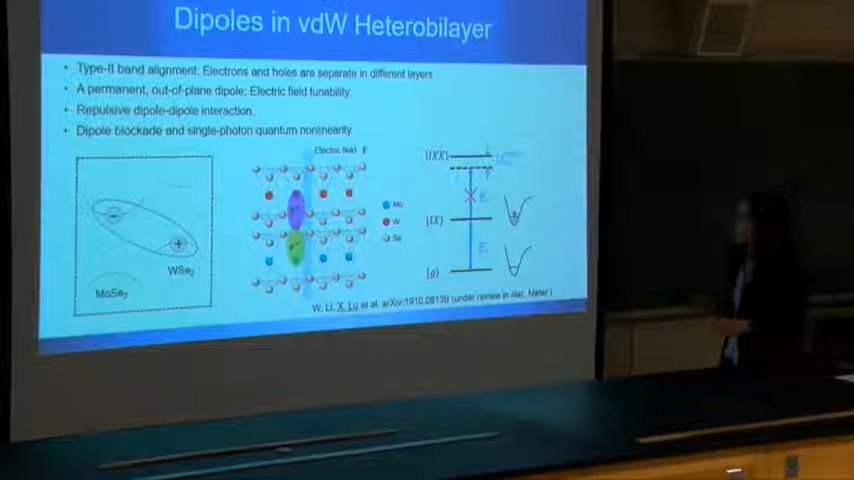 Dipoles in vdW Heterobilayer
• Type-II band alignment: Electrons and holes are separate in different layers
• A permanent, out-of-plane dipole; Electric field tunability.
• Repulsive dipole-dipole interaction.
• Dipole blockade and single-photon quantum nonlinearity
Electric field E
|IXX⟩
Mo
E
W
|IX⟩
Se
+
WSe₂
E
|g⟩
MoSe₂
W. Li, X. Lu et al. arXiv:1910.08139 (under review in Nat. Mater.)